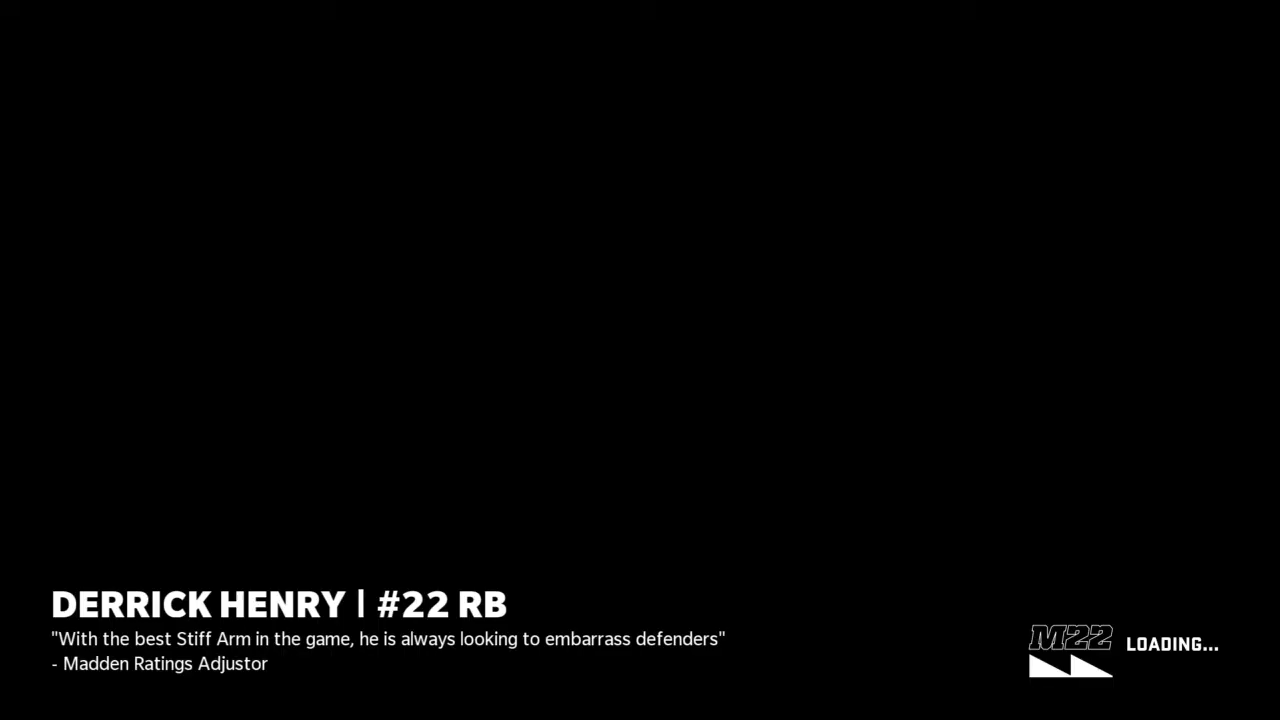 DERRICK HENRY | #22 RB
"With the best Stiff Arm in the game, he is always looking to embarrass defenders"
- Madden Ratings Adjustor
M22
LOADING...